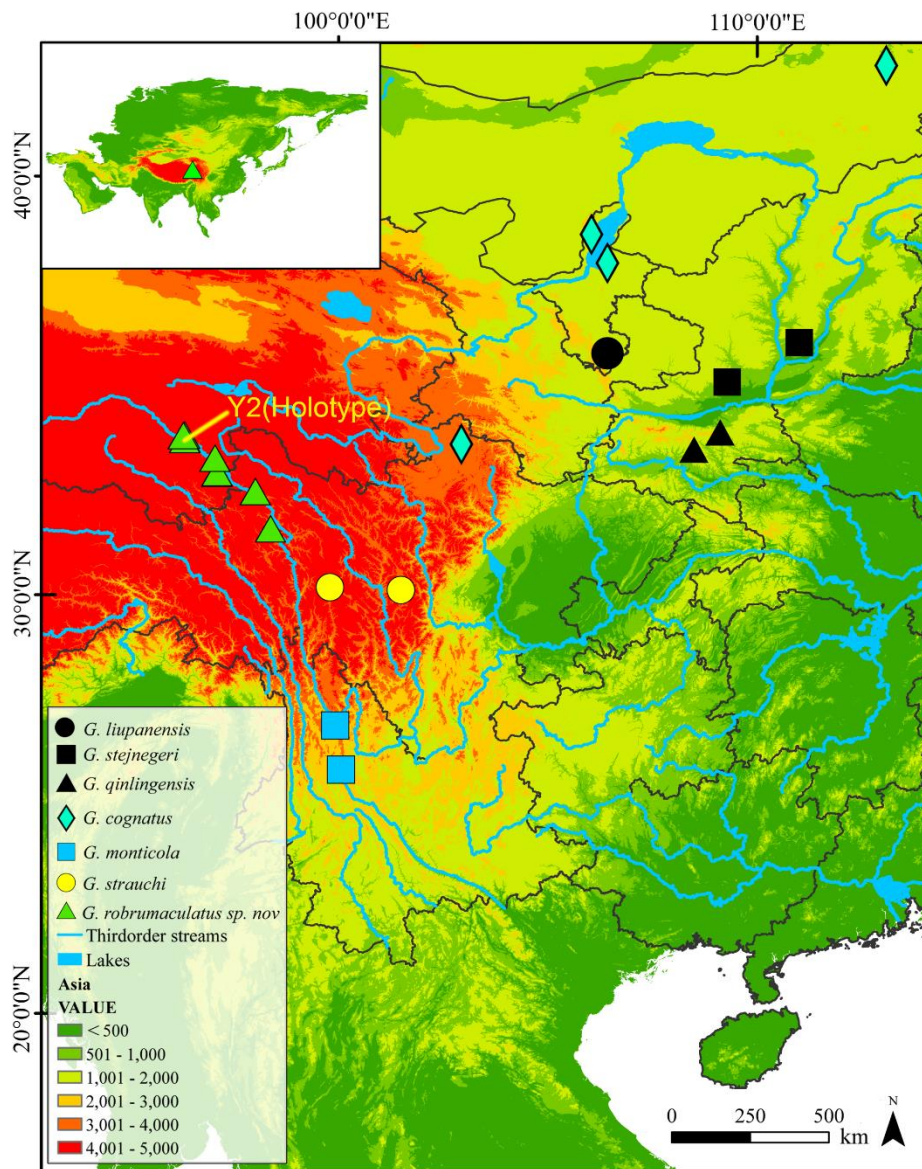 100°0'0"E
110°0'0"E
40°0'0"N
Y2(Holotype)
30°0'0"N
G. liupanensis
G. stejnegeri
G. qinlingensis
G. cognatus
G. monticola
G. strauchi
G. robrumaculatus sp. nov
Thirdorder streams
Lakes
Asia
VALUE
20°0'0"N
＜500
501 - 1,000
1,001 - 2,000
2,001 - 3,000
3,001 - 4,000
4,001 - 5,000
N
0 250 500
km